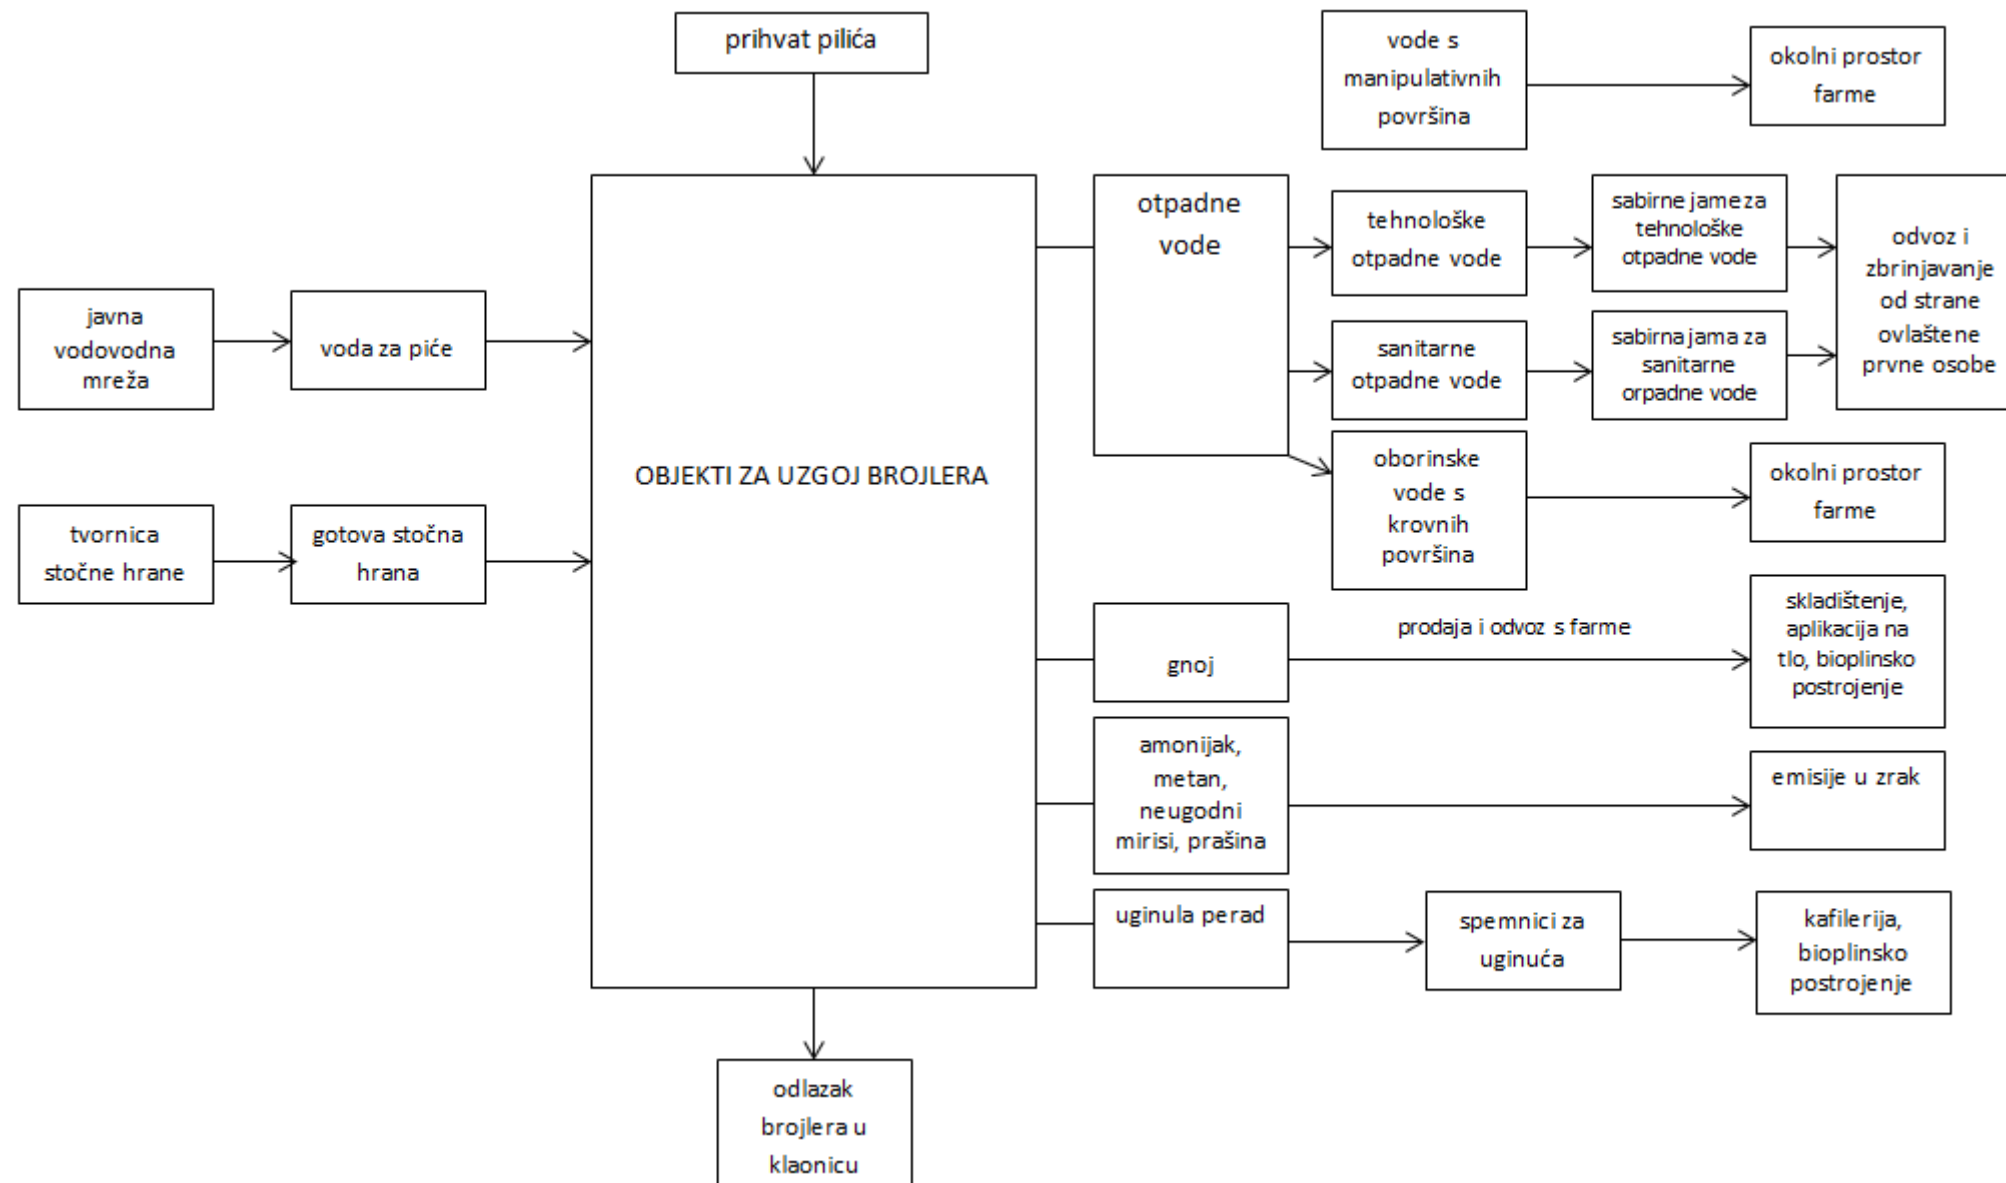 prihvat pilića
vode s
manipulativnih
površina
okolni prostor
farme
javna
vodovodna
mreža
voda za piće
tvornica
stočne hrane
gotova stočna
hrana
OBJEKTI ZA UZGOJ BROJLERA
otpadne
vode
tehnološke
otpadne vode
sabirne jame za
tehnološke
otpadne vode
odvoz i
zbrinjavanje
od strane
ovlaštene
prvne osobe
sanitarne
otpadne vode
sabirna jama za
sanitarne
orpadne vode
oborinske
vode s
krovnih
površina
okolni prostor
farme
gnoj
prodaja i odvoz s farme
skladištenje,
aplikacija na
tlo, bioplinsko
postrojenje
amonijak,
metan,
neugodni
mirisi, prašina
emisije u zrak
uginula perad
spemnici za
uginuća
kafilerija,
bioplinsko
postrojenje
odlazak
brojlera u
klaonicu